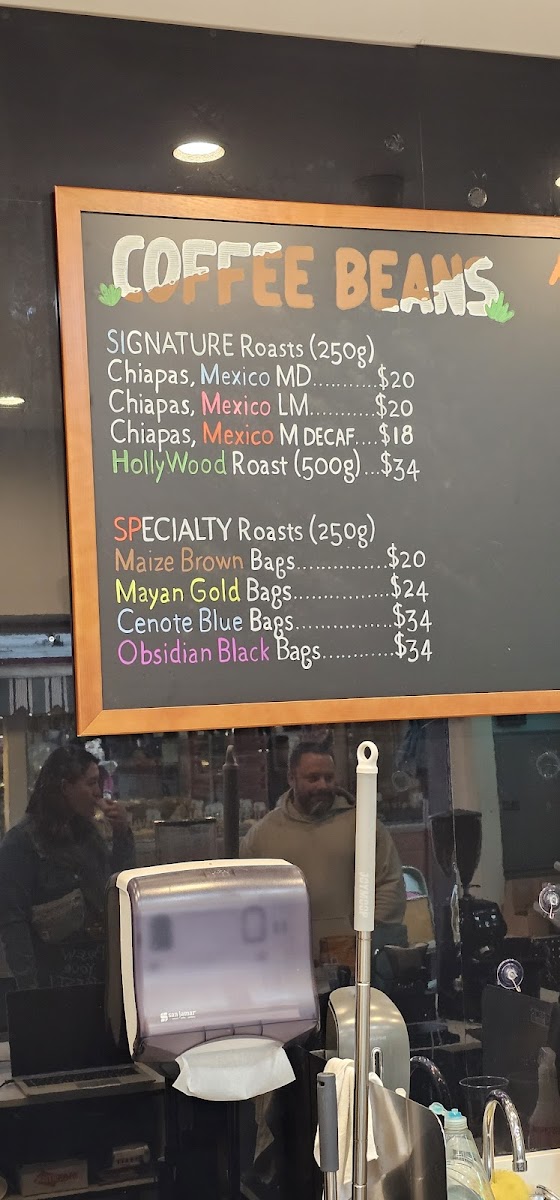 COFFEE BEANS
SIGNATURE Roasts (250g)
Chiapas, Mexico MD...........$20
Chiapas, Mexico LM...........$20
Chiapas, Mexico M DECAF....$18
HollyWood Roast (500g)...$34
SPECIALTY Roasts (250g)
Maize Brown Bags...............$20
Mayan Gold Bags................$24
Cenote Blue Bags................$34
Obsidian Black Bags............$34
san jamar